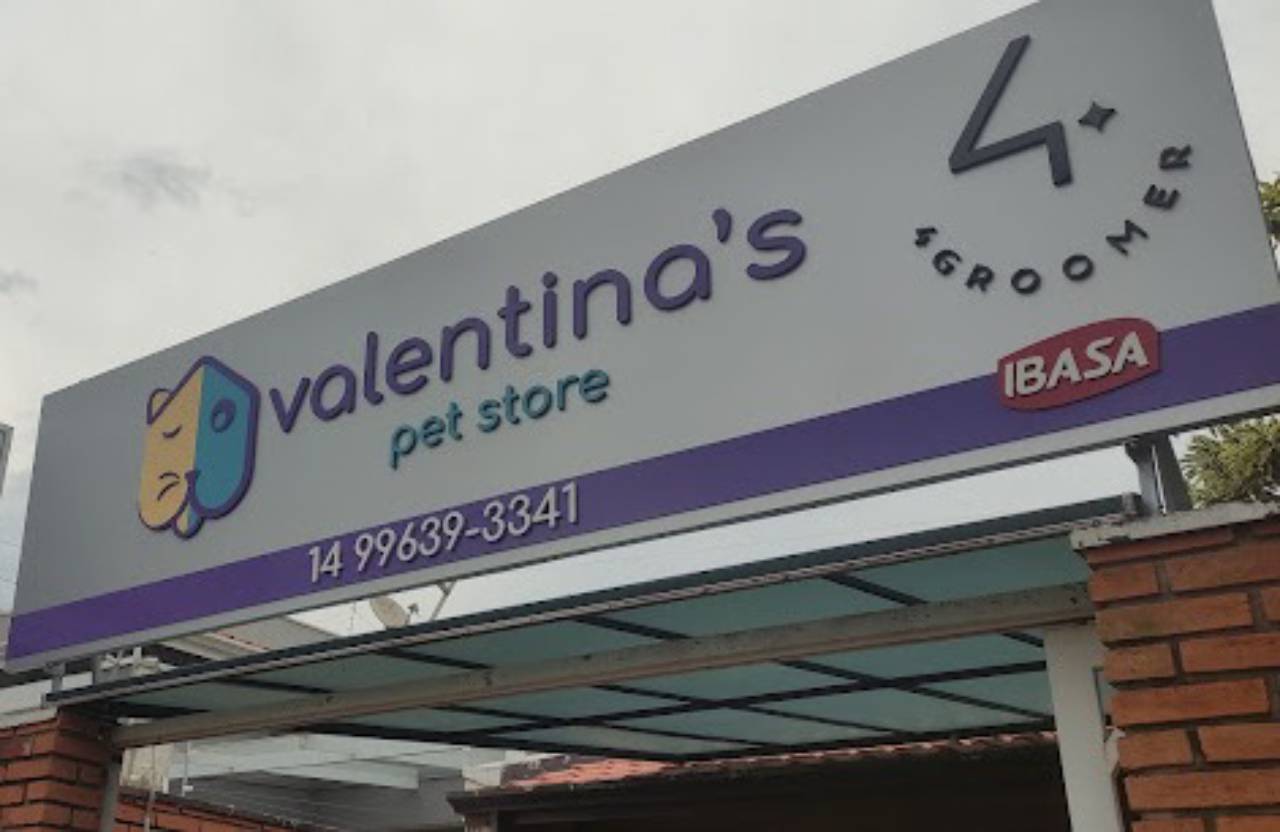 valentina's
pet store
14 99639-3341
4
4GROOMER
IBASA